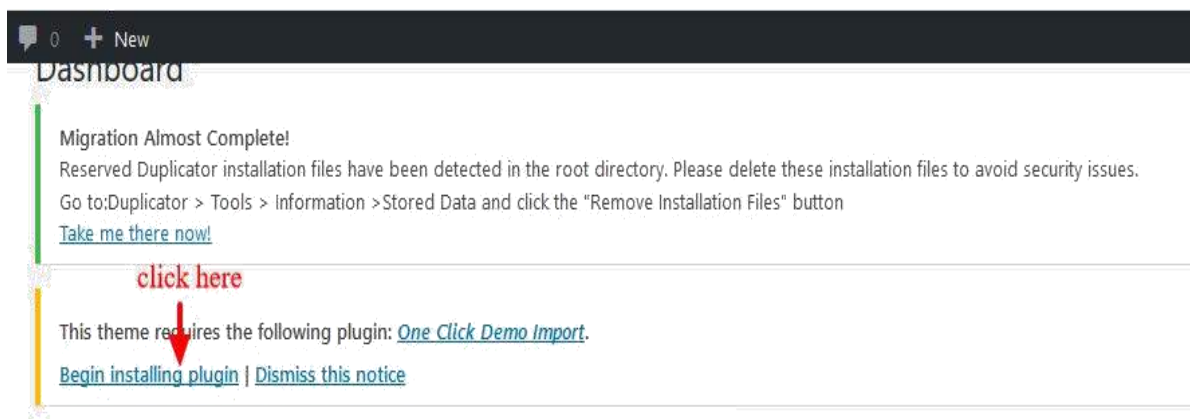 0 New
Dashboard
Migration Almost Complete!
Reserved Duplicator installation files have been detected in the root directory. Please delete these installation files to avoid security issues.
Go to:Duplicator > Tools > Information >Stored Data and click the "Remove Installation Files" button
Take me there now!
click here
This theme requires the following plugin: One Click Demo Import.
Begin installing plugin | Dismiss this notice